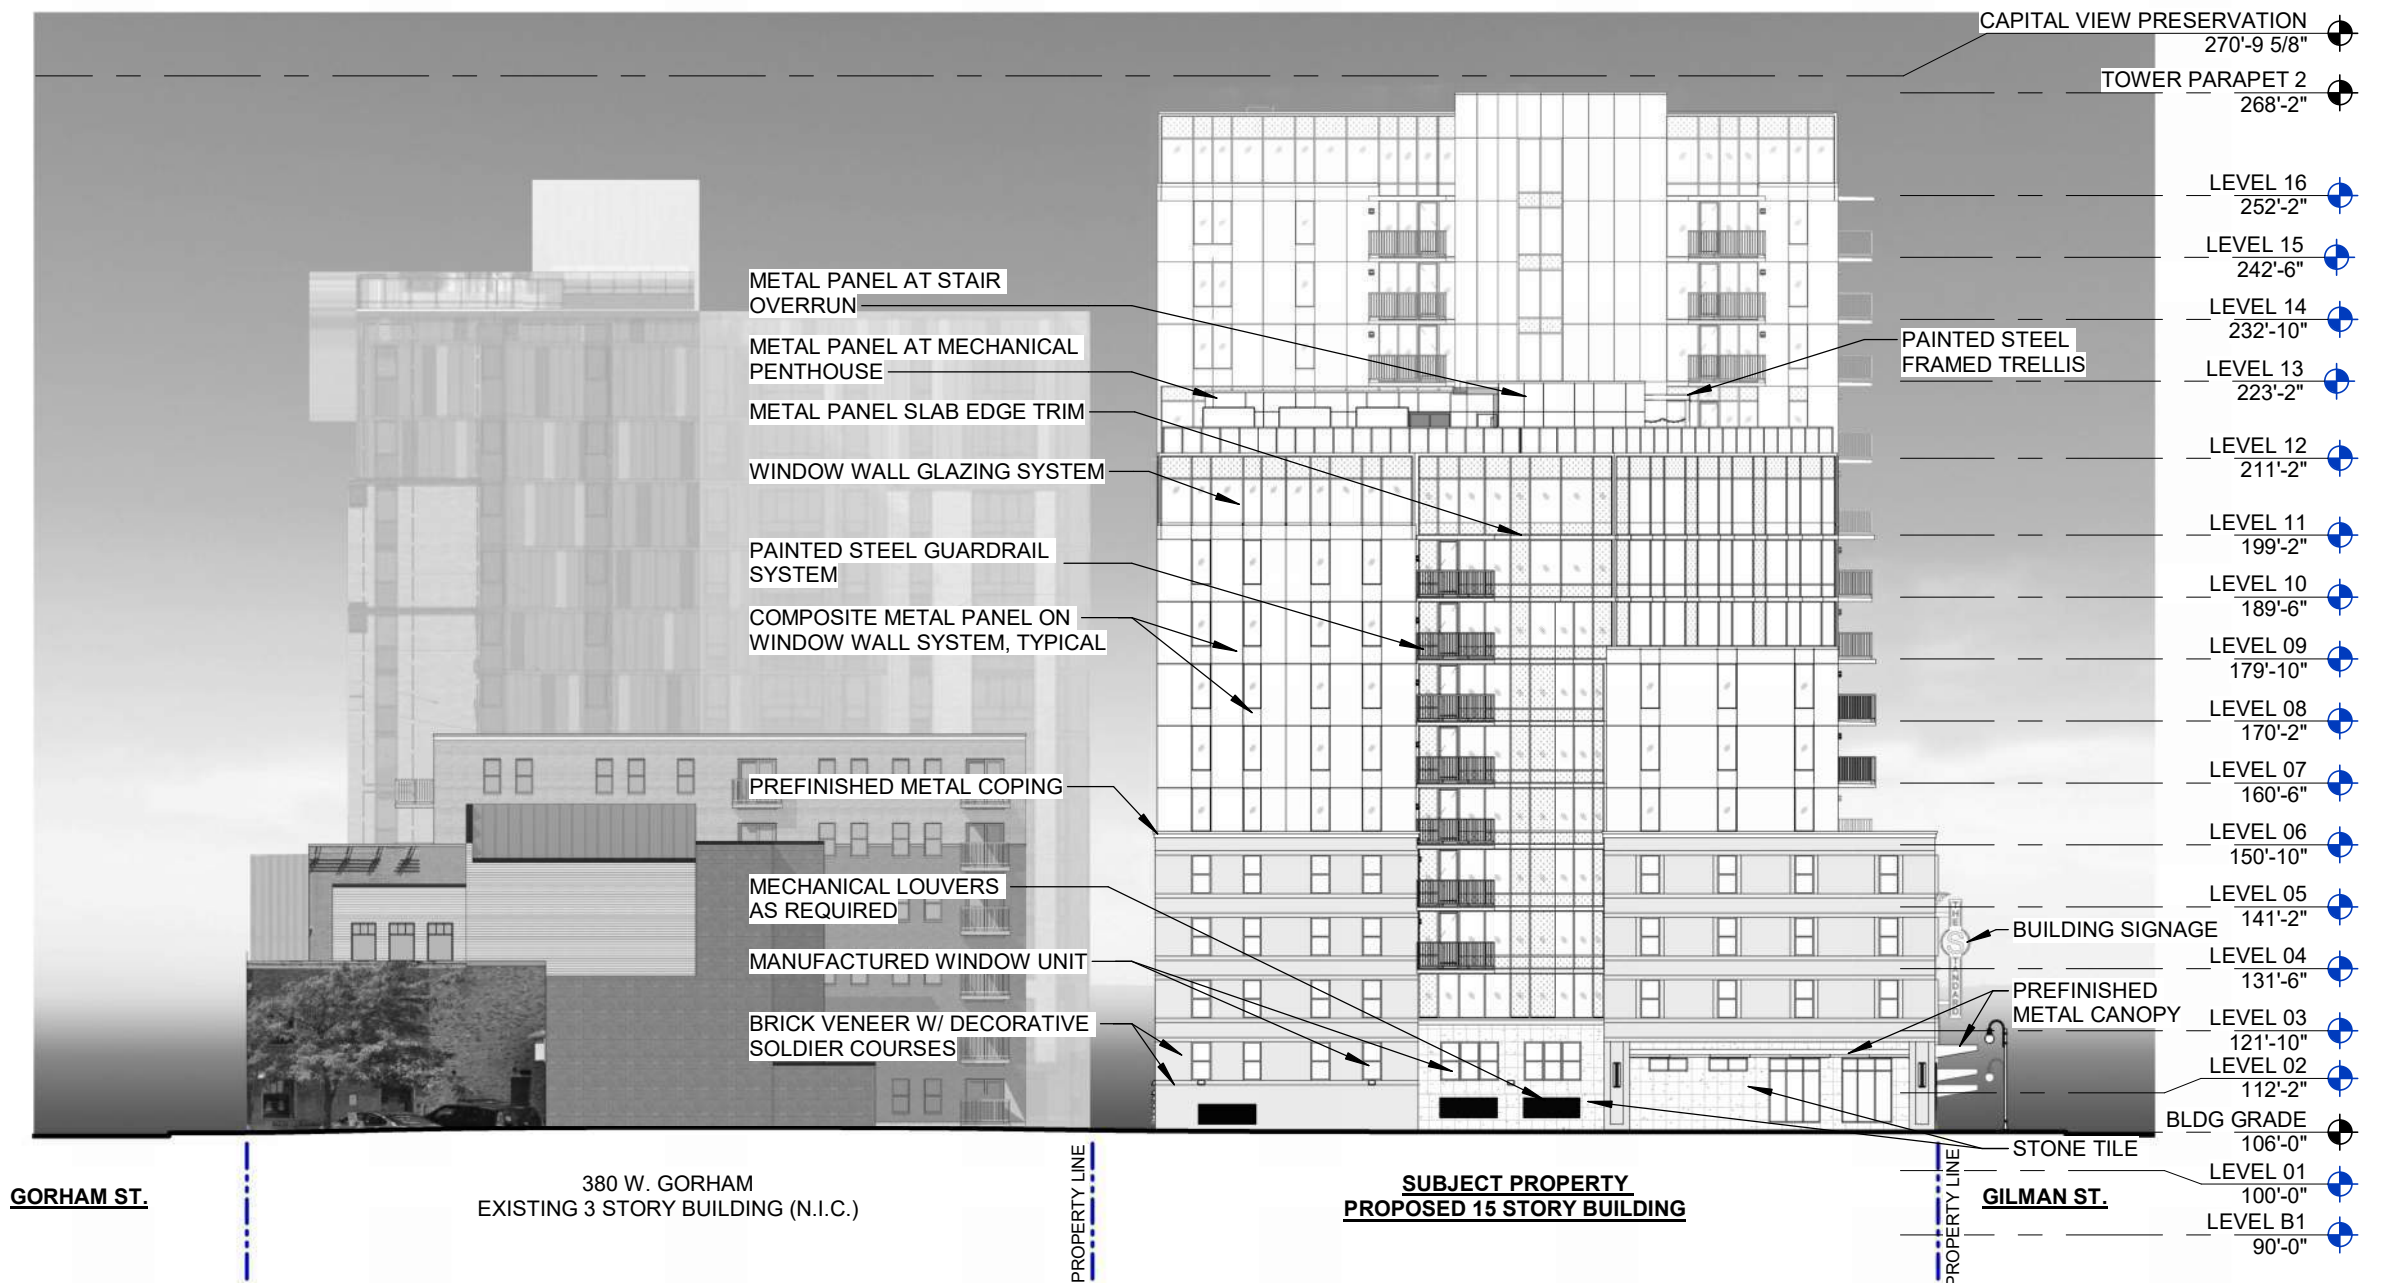 CAPITAL VIEW PRESERVATION
270'-9 5/8"
TOWER PARAPET 2
268'-2"
LEVEL 16
252'-2"
LEVEL 15
242'-6"
LEVEL 14
232'-10"
LEVEL 13
223'-2"
LEVEL 12
211'-2"
LEVEL 11
199'-2"
LEVEL 10
189'-6"
LEVEL 09
179'-10"
LEVEL 08
170'-2"
LEVEL 07
160'-6"
LEVEL 06
150'-10"
LEVEL 05
141'-2"
LEVEL 04
131'-6"
LEVEL 03
121'-10"
LEVEL 02
112'-2"
BLDG GRADE
106'-0"
LEVEL 01
100'-0"
LEVEL B1
90'-0"
METAL PANEL AT STAIR
OVERRUN
METAL PANEL AT MECHANICAL
PENTHOUSE
METAL PANEL SLAB EDGE TRIM
WINDOW WALL GLAZING SYSTEM
PAINTED STEEL GUARDRAIL
SYSTEM
COMPOSITE METAL PANEL ON
WINDOW WALL SYSTEM, TYPICAL
PREFINISHED METAL COPING
MECHANICAL LOUVERS
AS REQUIRED
MANUFACTURED WINDOW UNIT
BRICK VENEER W/ DECORATIVE
SOLDIER COURSES
PAINTED STEEL
FRAMED TRELLIS
BUILDING SIGNAGE
PREFINISHED
METAL CANOPY
STONE TILE
THE
S
TANDARD
GORHAM ST.
380 W. GORHAM
EXISTING 3 STORY BUILDING (N.I.C.)
PROPERTY LINE
SUBJECT PROPERTY
PROPOSED 15 STORY BUILDING
PROPERTY LINE
GILMAN ST.